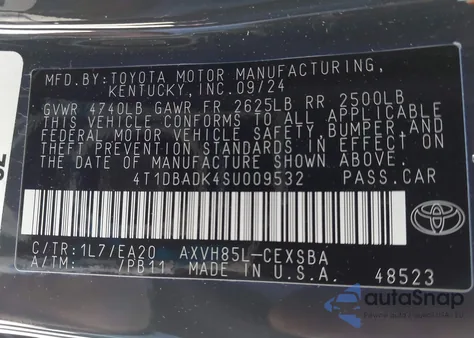 MFD.BY:TOYOTA MOTOR MANUFACTURING,
KENTUCKY, INC.09/24
GVWR 4740LB GAWR FR 2625LB RR 2500LB
THIS VEHICLE CONFORMS TO ALL APPLICABLE
FEDERAL MOTOR VEHICLE SAFETY,BUMPER,AND
THEFT PREVENTION STANDARDS IN EFFECT ON
THE DATE OF MANUFACTURE SHOWN ABOVE.
4T1DBADK4SU009532 PASS.CAR
C/TR:1L7/EA20 AXVH85L-CEXSBA
A/TM: /PB11 MADE IN U.S.A. 48523
TOYOTA
autoSnap